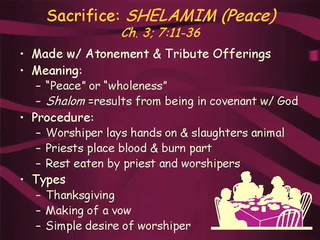 Sacrifice: SHELAMIM (Peace)
Ch. 3; 7:11-36
• Made w/ Atonement & Tribute Offerings
• Meaning:
– "Peace" or "wholeness"
– Shalom =results from being in covenant w/ God
• Procedure:
– Worshiper lays hands on & slaughters animal
– Priests place blood & burn part
– Rest eaten by priest and worshipers
• Types
– Thanksgiving
– Making of a vow
– Simple desire of worshiper